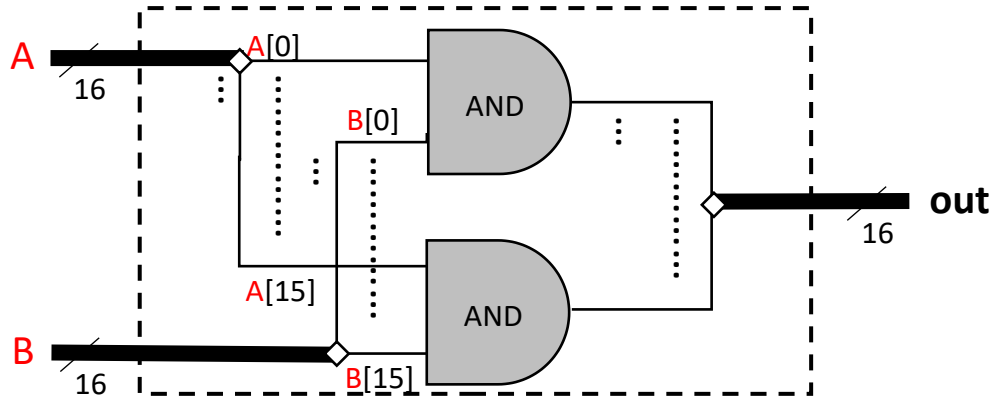 A
16
A[0]
B[0]
AND
out
16
A[15]
AND
B
16
B[15]